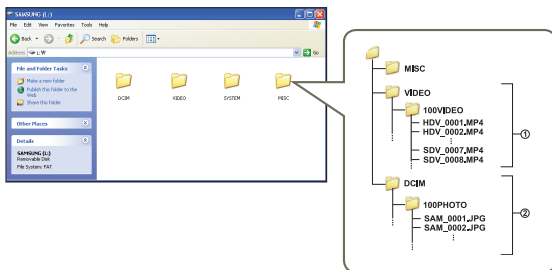 SAMSUNG (L:)
File Edit View Favorites Tools Help
Back Search Folders
Address L:₩ Go
File and Folder Tasks
Make a new folder
Publish this folder to the Web
Share this folder
Other Places
Details
SAMSUNG (L:)
Removable Disk
File System: FAT
DCIM VIDEO SYSTEM MISC
MISC
VIDEO
100VIDEO
HDV_0001.MP4
HDV_0002.MP4
SDV_0007.MP4
SDV_0008.MP4
①
DCIM
100PHOTO
SAM_0001.JPG
SAM_0002.JPG
②